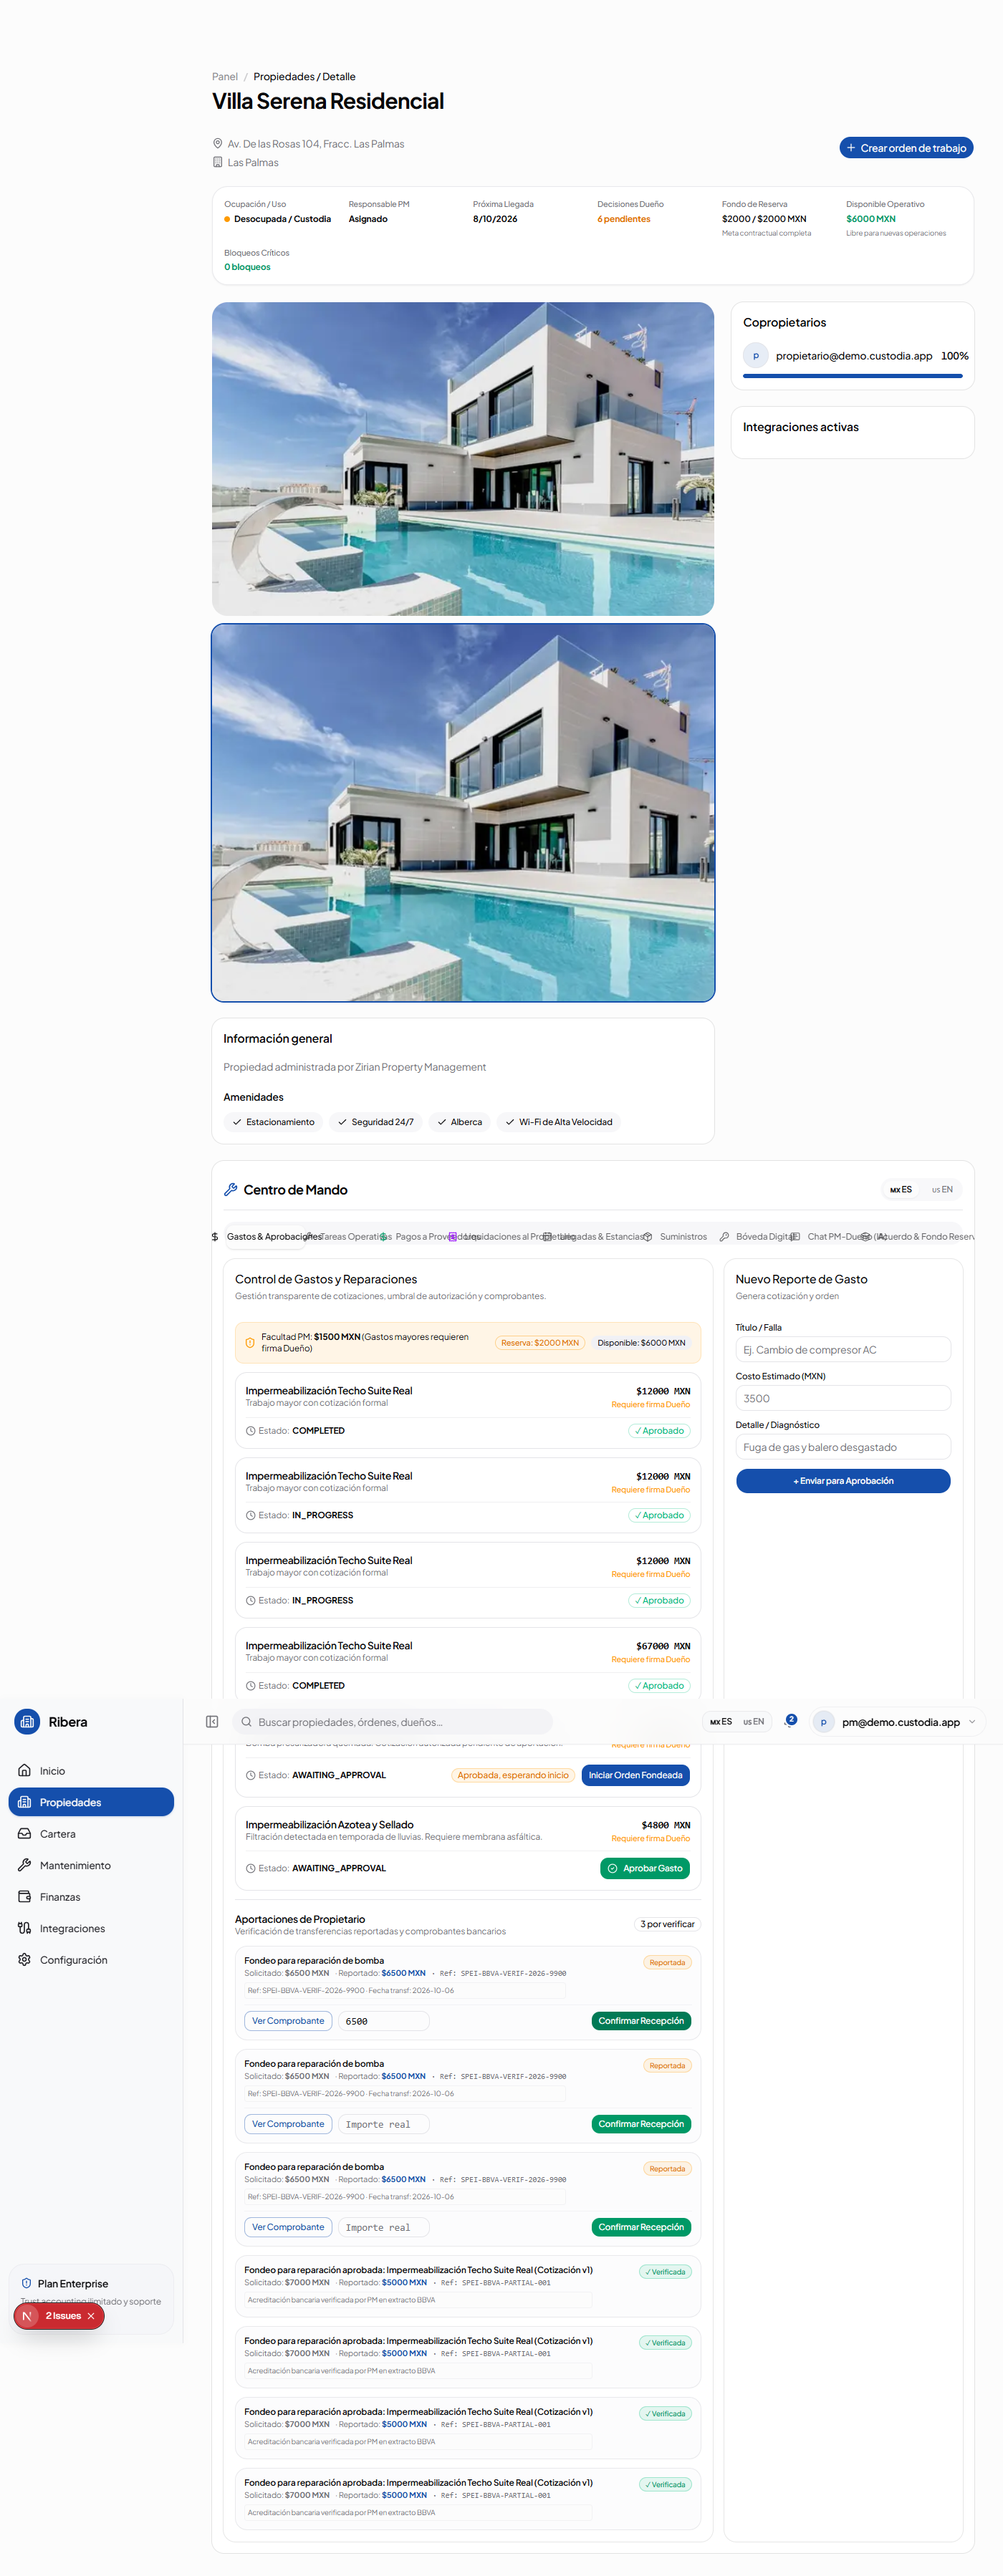 Panel / Propiedades / Detalle
Villa Serena Residencial
Av. De las Rosas 104, Fracc. Las Palmas
Las Palmas
+ Crear orden de trabajo
Ocupación / Uso
Desocupada / Custodia
Responsable PM
Asignado
Próxima Llegada
8/10/2026
Decisiones Dueño
6 pendientes
Fondo de Reserva
$2000 / $2000 MXN
Meta contractual completa
Disponible Operativo
$6000 MXN
Libre para nuevas operaciones
Bloqueos Críticos
0 bloqueos
Copropietarios
p propietario@demo.custodia.app 100%
Integraciones activas
Información general
Propiedad administrada por Zirian Property Management
Amenidades
Estacionamiento
Seguridad 24/7
Alberca
Wi-Fi de Alta Velocidad
Centro de Mando
MX ES US EN
Gastos & Aprobaciones
Tareas Operativas
Pagos a Proveedores
Liquidaciones al Propietario
Llegadas & Estancias
Suministros
Bóveda Digital
Chat PM-Dueño
Acuerdo & Fondo Reserv
Control de Gastos y Reparaciones
Gestión transparente de cotizaciones, umbral de autorización y comprobantes.
Facultad PM: $1500 MXN (Gastos mayores requieren
firma Dueño)
Reserva: $2000 MXN
Disponible: $6000 MXN
Impermeabilización Techo Suite Real
$12000 MXN
Trabajo mayor con cotización formal
Requiere firma Dueño
Estado: COMPLETED
✓ Aprobado
Impermeabilización Techo Suite Real
$12000 MXN
Trabajo mayor con cotización formal
Requiere firma Dueño
Estado: IN_PROGRESS
✓ Aprobado
Impermeabilización Techo Suite Real
$12000 MXN
Trabajo mayor con cotización formal
Requiere firma Dueño
Estado: IN_PROGRESS
✓ Aprobado
Impermeabilización Techo Suite Real
$67000 MXN
Trabajo mayor con cotización formal
Requiere firma Dueño
Estado: COMPLETED
✓ Aprobado
Nuevo Reporte de Gasto
Genera cotización y orden
Título / Falla
Ej. Cambio de compresor AC
Costo Estimado (MXN)
3500
Detalle / Diagnóstico
Fuga de gas y balero desgastado
+ Enviar para Aprobación
Ribera
Buscar propiedades, órdenes, dueños...
MX ES US EN
2
p pm@demo.custodia.app
Inicio
Propiedades
Cartera
Mantenimiento
Finanzas
Integraciones
Configuración
Plan Enterprise
Trust accounting ilimitado y soporte
N 2 Issues
Estado: AWAITING_APPROVAL
Aprobada, esperando inicio
Iniciar Orden Fondeada
Impermeabilización Azotea y Sellado
$4800 MXN
Filtración detectada en temporada de lluvias. Requiere membrana asfáltica.
Requiere firma Dueño
Estado: AWAITING_APPROVAL
Aprobar Gasto
Aportaciones de Propietario
Verificación de transferencias reportadas y comprobantes bancarios
3 por verificar
Fondeo para reparación de bomba
Reportada
Solicitado: $6500 MXN · Reportado: $6500 MXN • Ref: SPEI-BBVA-VERIF-2026-9900
Ref: SPEI-BBVA-VERIF-2026-9900 · Fecha transf: 2026-10-06
Ver Comprobante
6500
Confirmar Recepción
Fondeo para reparación de bomba
Reportada
Solicitado: $6500 MXN · Reportado: $6500 MXN • Ref: SPEI-BBVA-VERIF-2026-9900
Ref: SPEI-BBVA-VERIF-2026-9900 · Fecha transf: 2026-10-06
Ver Comprobante
Importe real
Confirmar Recepción
Fondeo para reparación de bomba
Reportada
Solicitado: $6500 MXN · Reportado: $6500 MXN • Ref: SPEI-BBVA-VERIF-2026-9900
Ref: SPEI-BBVA-VERIF-2026-9900 · Fecha transf: 2026-10-06
Ver Comprobante
Importe real
Confirmar Recepción
Fondeo para reparación aprobada: Impermeabilización Techo Suite Real (Cotización v1)
✓ Verificada
Solicitado: $7000 MXN · Reportado: $5000 MXN • Ref: SPEI-BBVA-PARTIAL-001
Acreditación bancaria verificada por PM en extracto BBVA
Fondeo para reparación aprobada: Impermeabilización Techo Suite Real (Cotización v1)
✓ Verificada
Solicitado: $7000 MXN · Reportado: $5000 MXN • Ref: SPEI-BBVA-PARTIAL-001
Acreditación bancaria verificada por PM en extracto BBVA
Fondeo para reparación aprobada: Impermeabilización Techo Suite Real (Cotización v1)
✓ Verificada
Solicitado: $7000 MXN · Reportado: $5000 MXN • Ref: SPEI-BBVA-PARTIAL-001
Acreditación bancaria verificada por PM en extracto BBVA
Fondeo para reparación aprobada: Impermeabilización Techo Suite Real (Cotización v1)
✓ Verificada
Solicitado: $7000 MXN · Reportado: $5000 MXN • Ref: SPEI-BBVA-PARTIAL-001
Acreditación bancaria verificada por PM en extracto BBVA